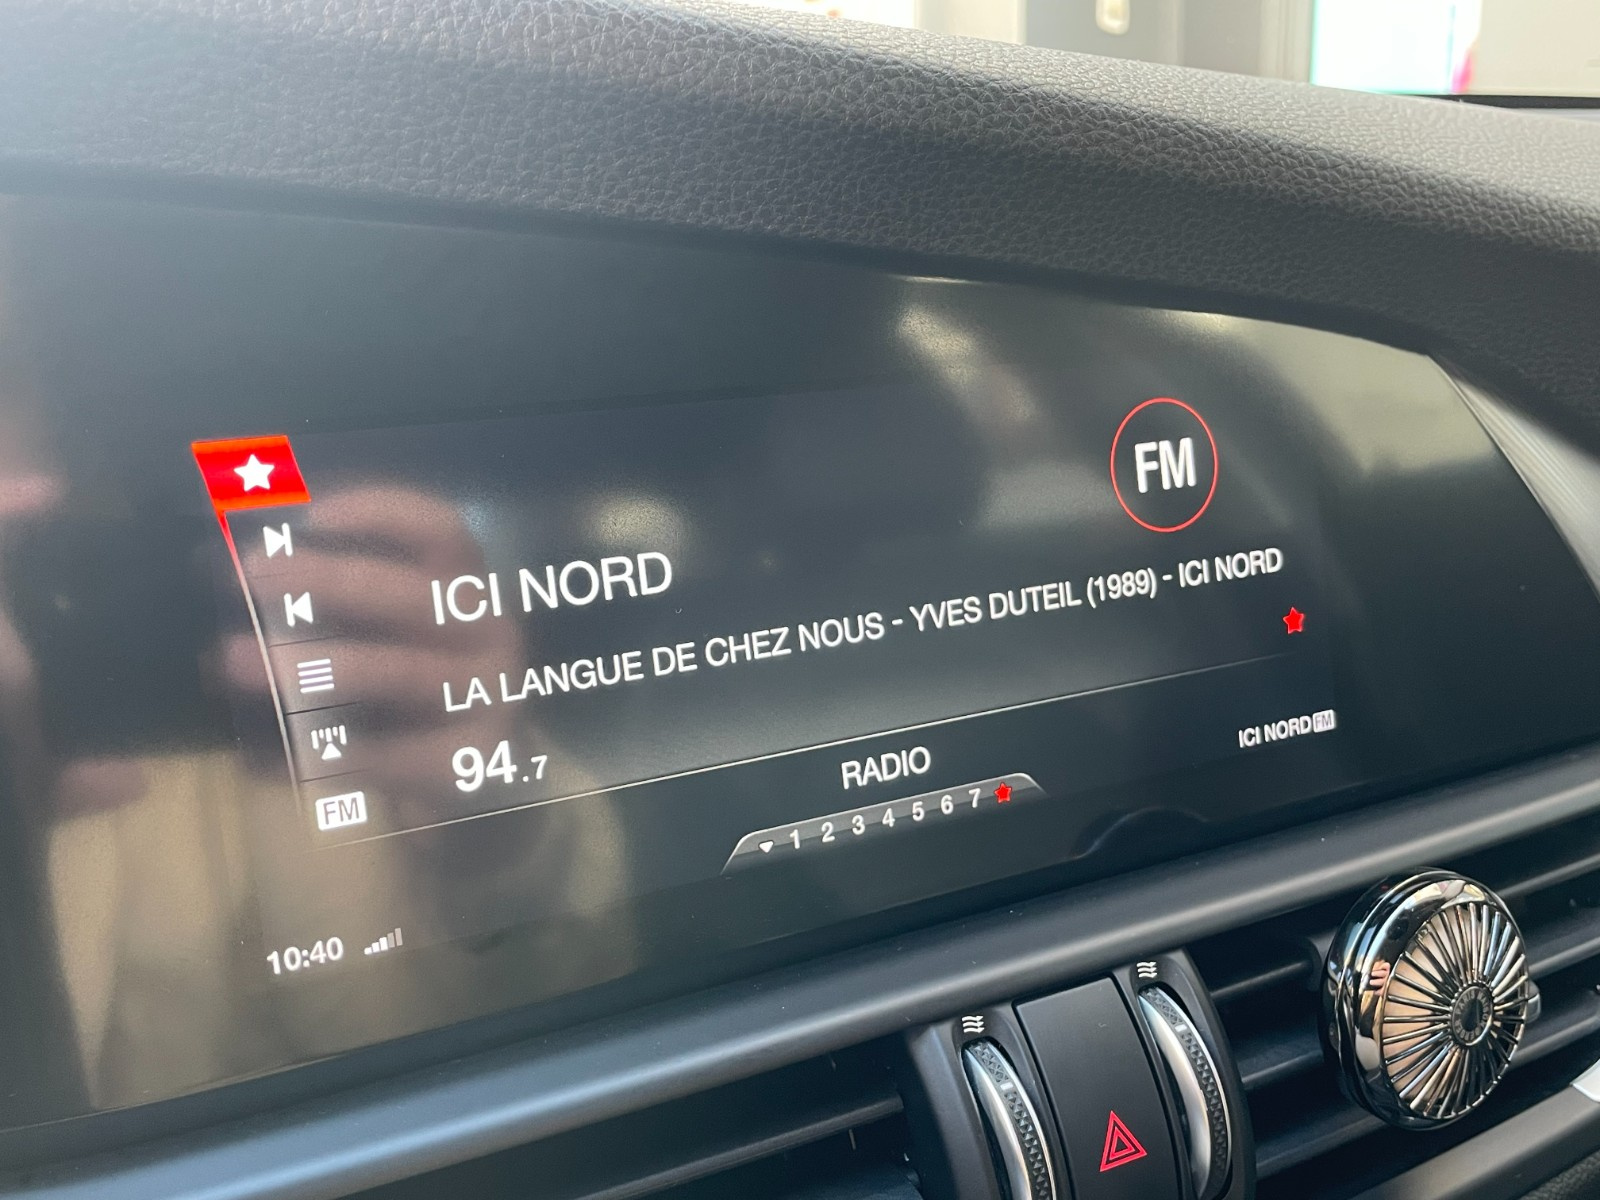 FM
ICI NORD
LA LANGUE DE CHEZ NOUS - YVES DUTEIL (1989) - ICI NORD
94.7
FM
RADIO
ICI NORD FM
1 2 3 4 5 6 7
10:40